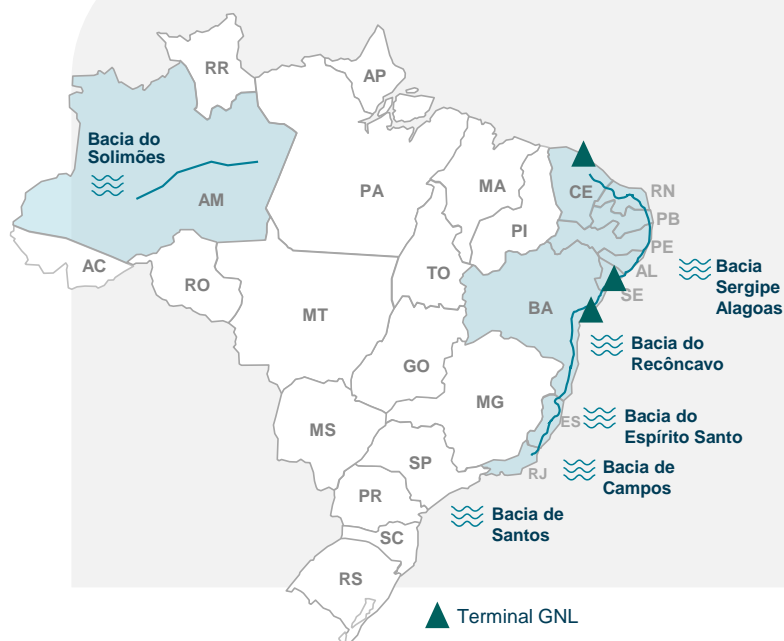 RR
AP
Bacia do
Solimões
AM
PA
MA
CE
RN
PB
PI
PE
AL
SE
AC
RO
TO
BA
MT
Bacia
Sergipe
Alagoas
Bacia do
Recôncavo
GO
MG
MS
ES
Bacia do
Espírito Santo
SP
RJ
Bacia de
Campos
PR
Bacia de
Santos
SC
RS
Terminal GNL